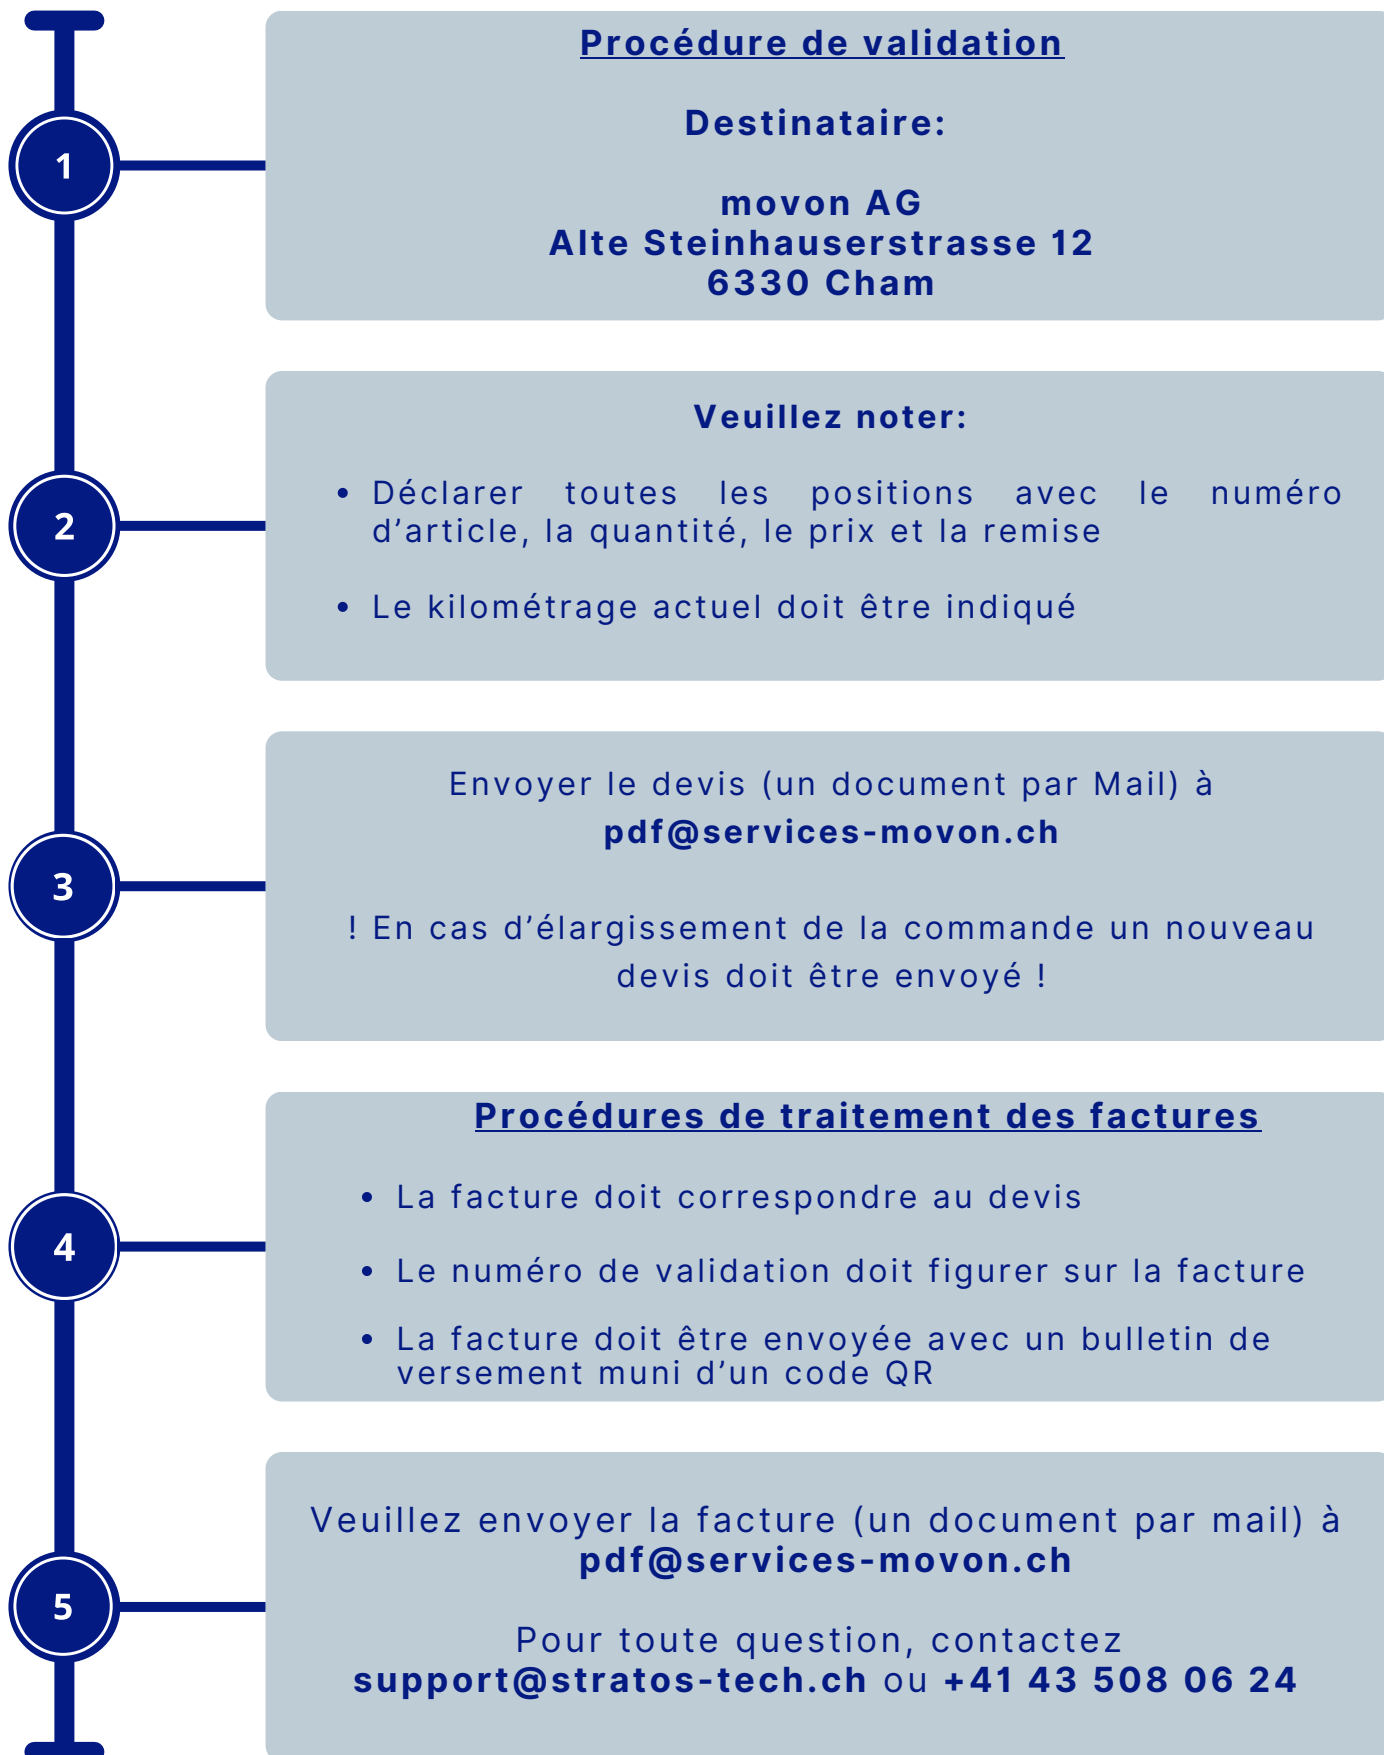 Procédure de validation
1
Destinataire:
movon AG
Alte Steinhauserstrasse 12
6330 Cham
2
Veuillez noter:
• Déclarer toutes les positions avec le numéro
d’article, la quantité, le prix et la remise
• Le kilométrage actuel doit être indiqué
3
Envoyer le devis (un document par Mail) à
pdf@services-movon.ch
! En cas d’élargissement de la commande un nouveau
devis doit être envoyé !
4
Procédures de traitement des factures
• La facture doit correspondre au devis
• Le numéro de validation doit figurer sur la facture
• La facture doit être envoyée avec un bulletin de
versement muni d’un code QR
5
Veuillez envoyer la facture (un document par mail) à
pdf@services-movon.ch
Pour toute question, contactez
support@stratos-tech.ch ou +41 43 508 06 24